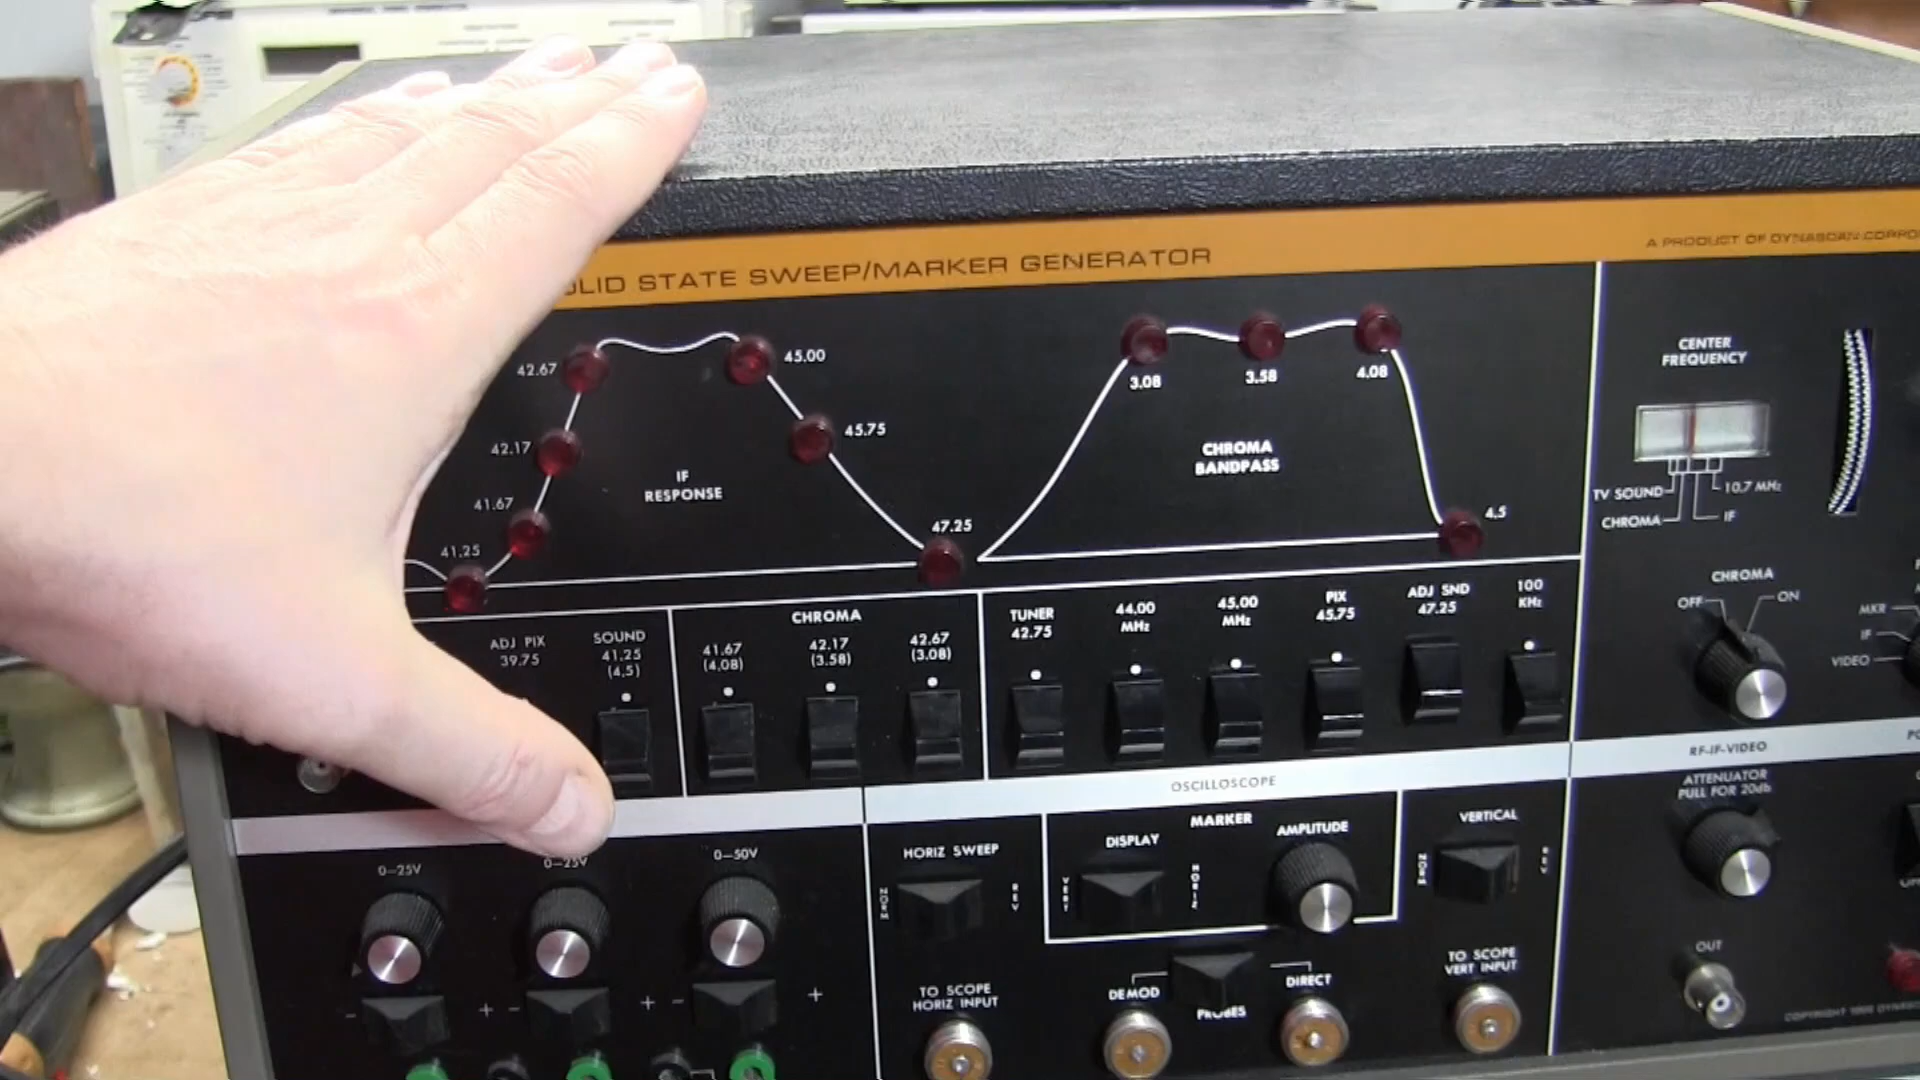 SOLID STATE SWEEP/MARKER GENERATOR
A PRODUCT OF DYNASCAN
42.67
45.00
42.17
45.75
41.67
IF
RESPONSE
41.25
47.25
3.08
3.58
4.08
CHROMA
BANDPASS
4.5
CENTER
FREQUENCY
TV SOUND
10.7 MHz
CHROMA
IF
CHROMA
OFF
ON
MKR
IF
VIDEO
ADJ PIX
39.75
SOUND
41.25
(4.5)
CHROMA
41.67
(4.08)
42.17
(3.58)
42.67
(3.08)
TUNER
42.75
44.00
MHz
45.00
MHz
PIX
45.75
ADJ SND
47.25
100
KHz
RF-IF-VIDEO
ATTENUATOR
PULL FOR 20db
OUT
OSCILLOSCOPE
0-25V
0-25V
0-50V
- +
- +
- +
HORIZ SWEEP
NORM
REV
MARKER
DISPLAY
VERT
HORIZ
AMPLITUDE
VERTICAL
NORM
REV
TO SCOPE
HORIZ INPUT
DEMOD
PROBES
DIRECT
TO SCOPE
VERT INPUT
COPYRIGHT